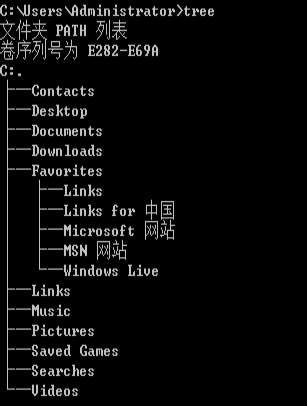 C:\Users\Administrator>tree
文件夹 PATH 列表
卷序列号为 E282-E69A
C:.
├─Contacts
├─Desktop
├─Documents
├─Downloads
├─Favorites
│  ├─Links
│  ├─Links for 中国
│  ├─Microsoft 网站
│  ├─MSN 网站
│  └─Windows Live
├─Links
├─Music
├─Pictures
├─Saved Games
├─Searches
└─Videos